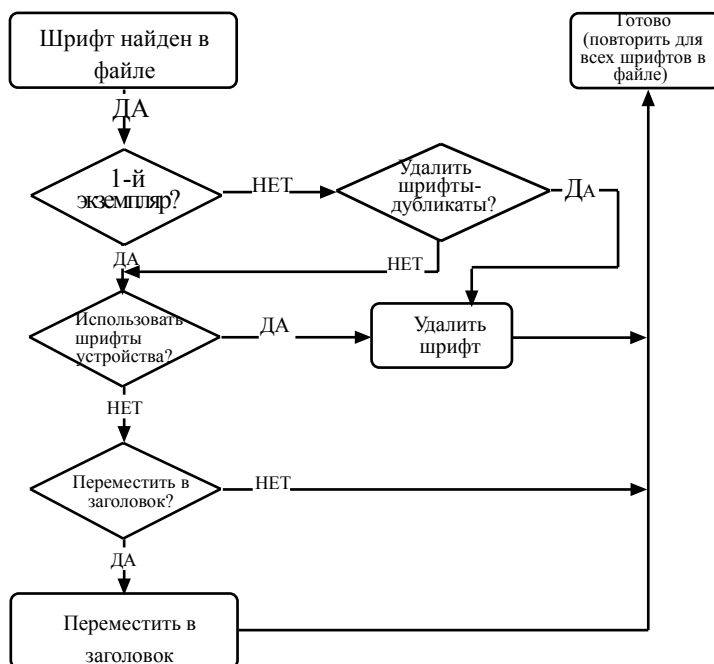 Шрифт найден в
файле
Готово
(повторить для
всех шрифтов в
файле)
ДА
1-й
экземпляр?
НЕТ
Удалить
шрифты-
дубликаты?
ДА
ДА
НЕТ
Использовать
шрифты
устройства?
ДА
Удалить
шрифт
НЕТ
Переместить в
заголовок?
НЕТ
ДА
Переместить в
заголовок